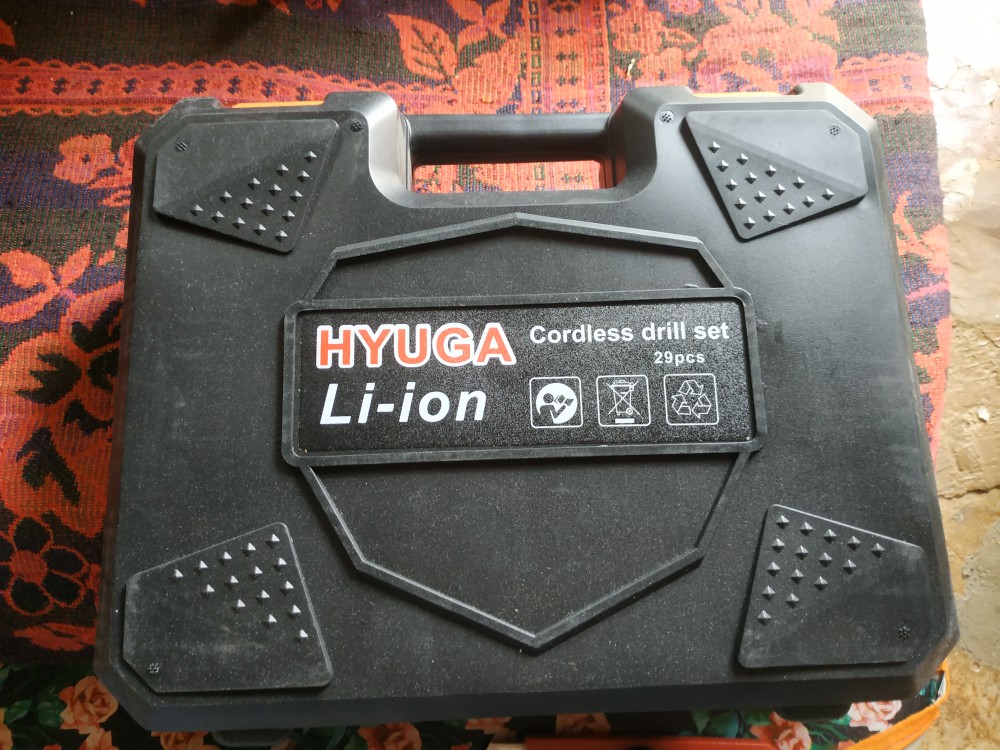 HYUGA
Cordless drill set
29pcs
Li-ion